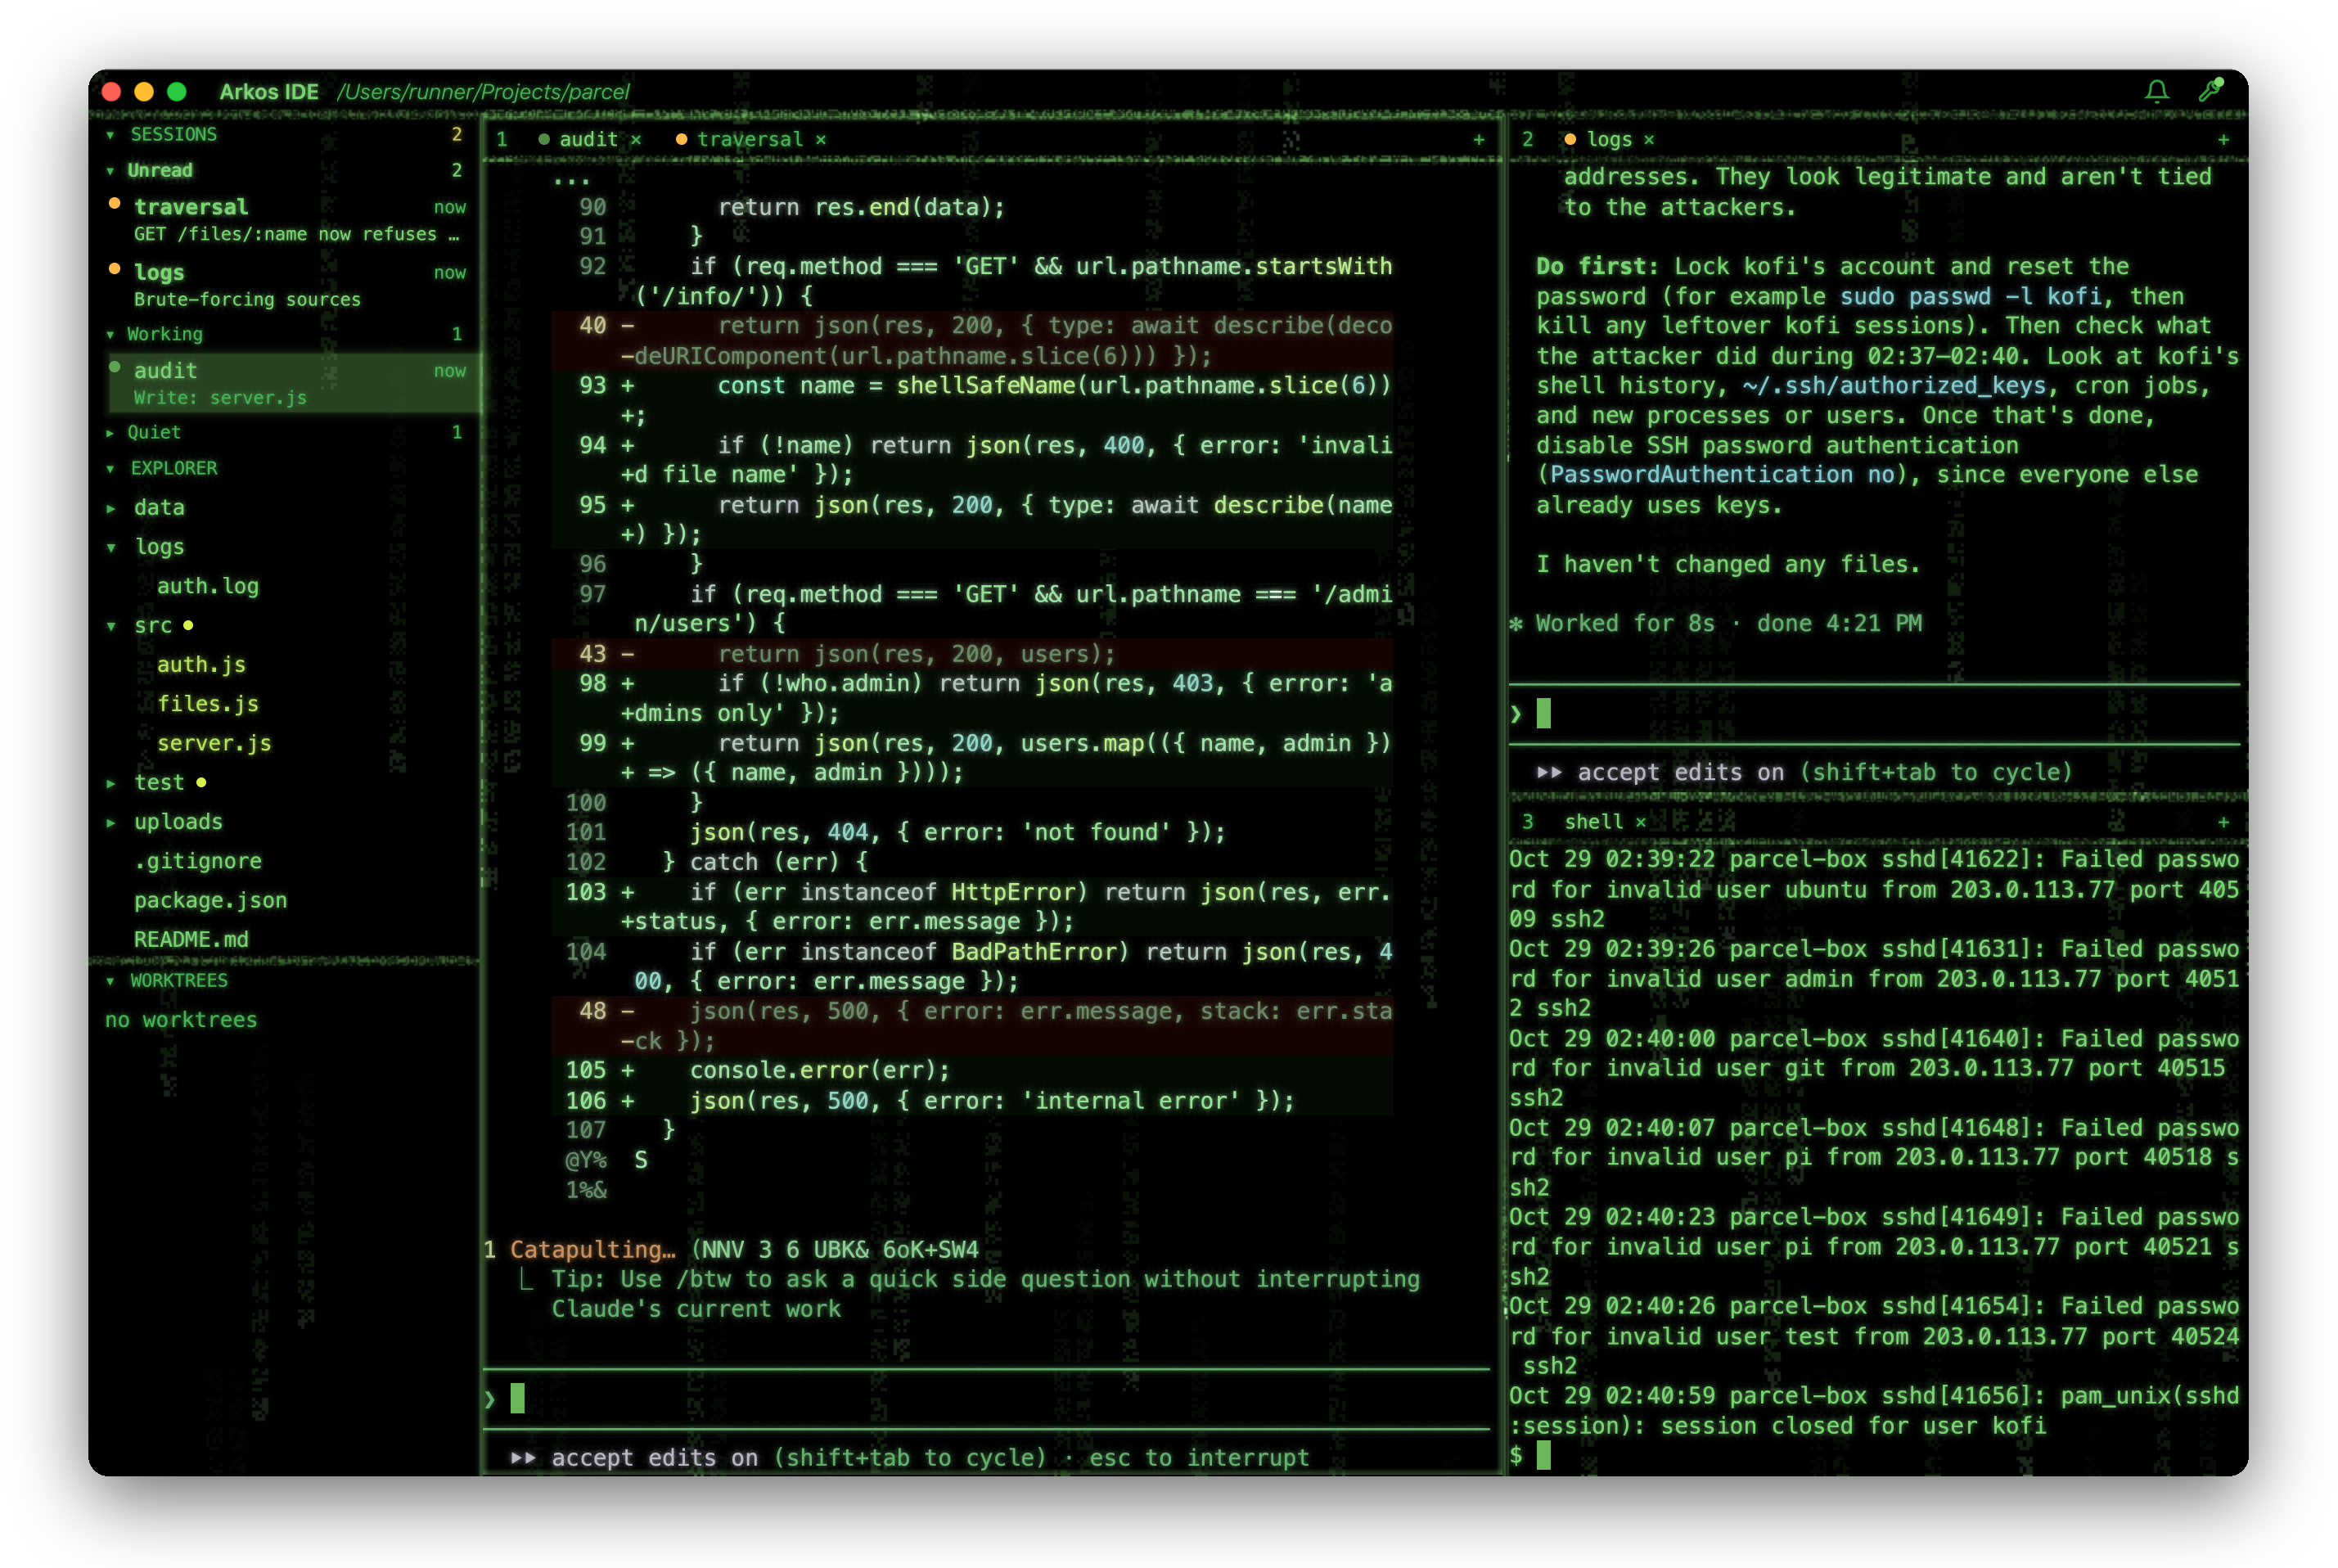 Arkos IDE /Users/runner/Projects/parcel
▾ SESSIONS 2
▾ Unread 2
traversal now
GET /files/:name now refuses …
logs now
Brute-forcing sources
▾ Working 1
audit now
Write: server.js
▸ Quiet 1
▾ EXPLORER
▸ data
▾ logs
auth.log
▾ src
auth.js
files.js
server.js
▸ test
▸ uploads
.gitignore
package.json
README.md
▾ WORKTREES
no worktrees
1 audit × traversal × +
...
90 return res.end(data);
91 }
92 if (req.method === 'GET' && url.pathname.startsWith
('/info/')) {
40 - return json(res, 200, { type: await describe(deco
-deURIComponent(url.pathname.slice(6))) });
93 + const name = shellSafeName(url.pathname.slice(6))
+;
94 + if (!name) return json(res, 400, { error: 'invali
+d file name' });
95 + return json(res, 200, { type: await describe(name
+) });
96 }
97 if (req.method === 'GET' && url.pathname === '/admi
n/users') {
43 - return json(res, 200, users);
98 + if (!who.admin) return json(res, 403, { error: 'a
+dmins only' });
99 + return json(res, 200, users.map(({ name, admin })
+ => ({ name, admin })));
100 }
101 json(res, 404, { error: 'not found' });
102 } catch (err) {
103 + if (err instanceof HttpError) return json(res, err.
+status, { error: err.message });
104 if (err instanceof BadPathError) return json(res, 4
00, { error: err.message });
48 - json(res, 500, { error: err.message, stack: err.sta
-ck });
105 + console.error(err);
106 + json(res, 500, { error: 'internal error' });
107 }
@Y% S
1%&
1 Catapulting… (NNV 3 6 UBK& 6oK+SW4
⎿ Tip: Use /btw to ask a quick side question without interrupting
Claude's current work
❯
⏵⏵ accept edits on (shift+tab to cycle) · esc to interrupt
2 logs × +
addresses. They look legitimate and aren't tied
to the attackers.
Do first: Lock kofi's account and reset the
password (for example sudo passwd -l kofi, then
kill any leftover kofi sessions). Then check what
the attacker did during 02:37–02:40. Look at kofi's
shell history, ~/.ssh/authorized_keys, cron jobs,
and new processes or users. Once that's done,
disable SSH password authentication
(PasswordAuthentication no), since everyone else
already uses keys.
I haven't changed any files.
✻ Worked for 8s · done 4:21 PM
❯
⏵⏵ accept edits on (shift+tab to cycle)
3 shell × +
Oct 29 02:39:22 parcel-box sshd[41622]: Failed passwo
rd for invalid user ubuntu from 203.0.113.77 port 405
09 ssh2
Oct 29 02:39:26 parcel-box sshd[41631]: Failed passwo
rd for invalid user admin from 203.0.113.77 port 4051
2 ssh2
Oct 29 02:40:00 parcel-box sshd[41640]: Failed passwo
rd for invalid user git from 203.0.113.77 port 40515
ssh2
Oct 29 02:40:07 parcel-box sshd[41648]: Failed passwo
rd for invalid user pi from 203.0.113.77 port 40518 s
sh2
Oct 29 02:40:23 parcel-box sshd[41649]: Failed passwo
rd for invalid user pi from 203.0.113.77 port 40521 s
sh2
Oct 29 02:40:26 parcel-box sshd[41654]: Failed passwo
rd for invalid user test from 203.0.113.77 port 40524
ssh2
Oct 29 02:40:59 parcel-box sshd[41656]: pam_unix(sshd
:session): session closed for user kofi
$